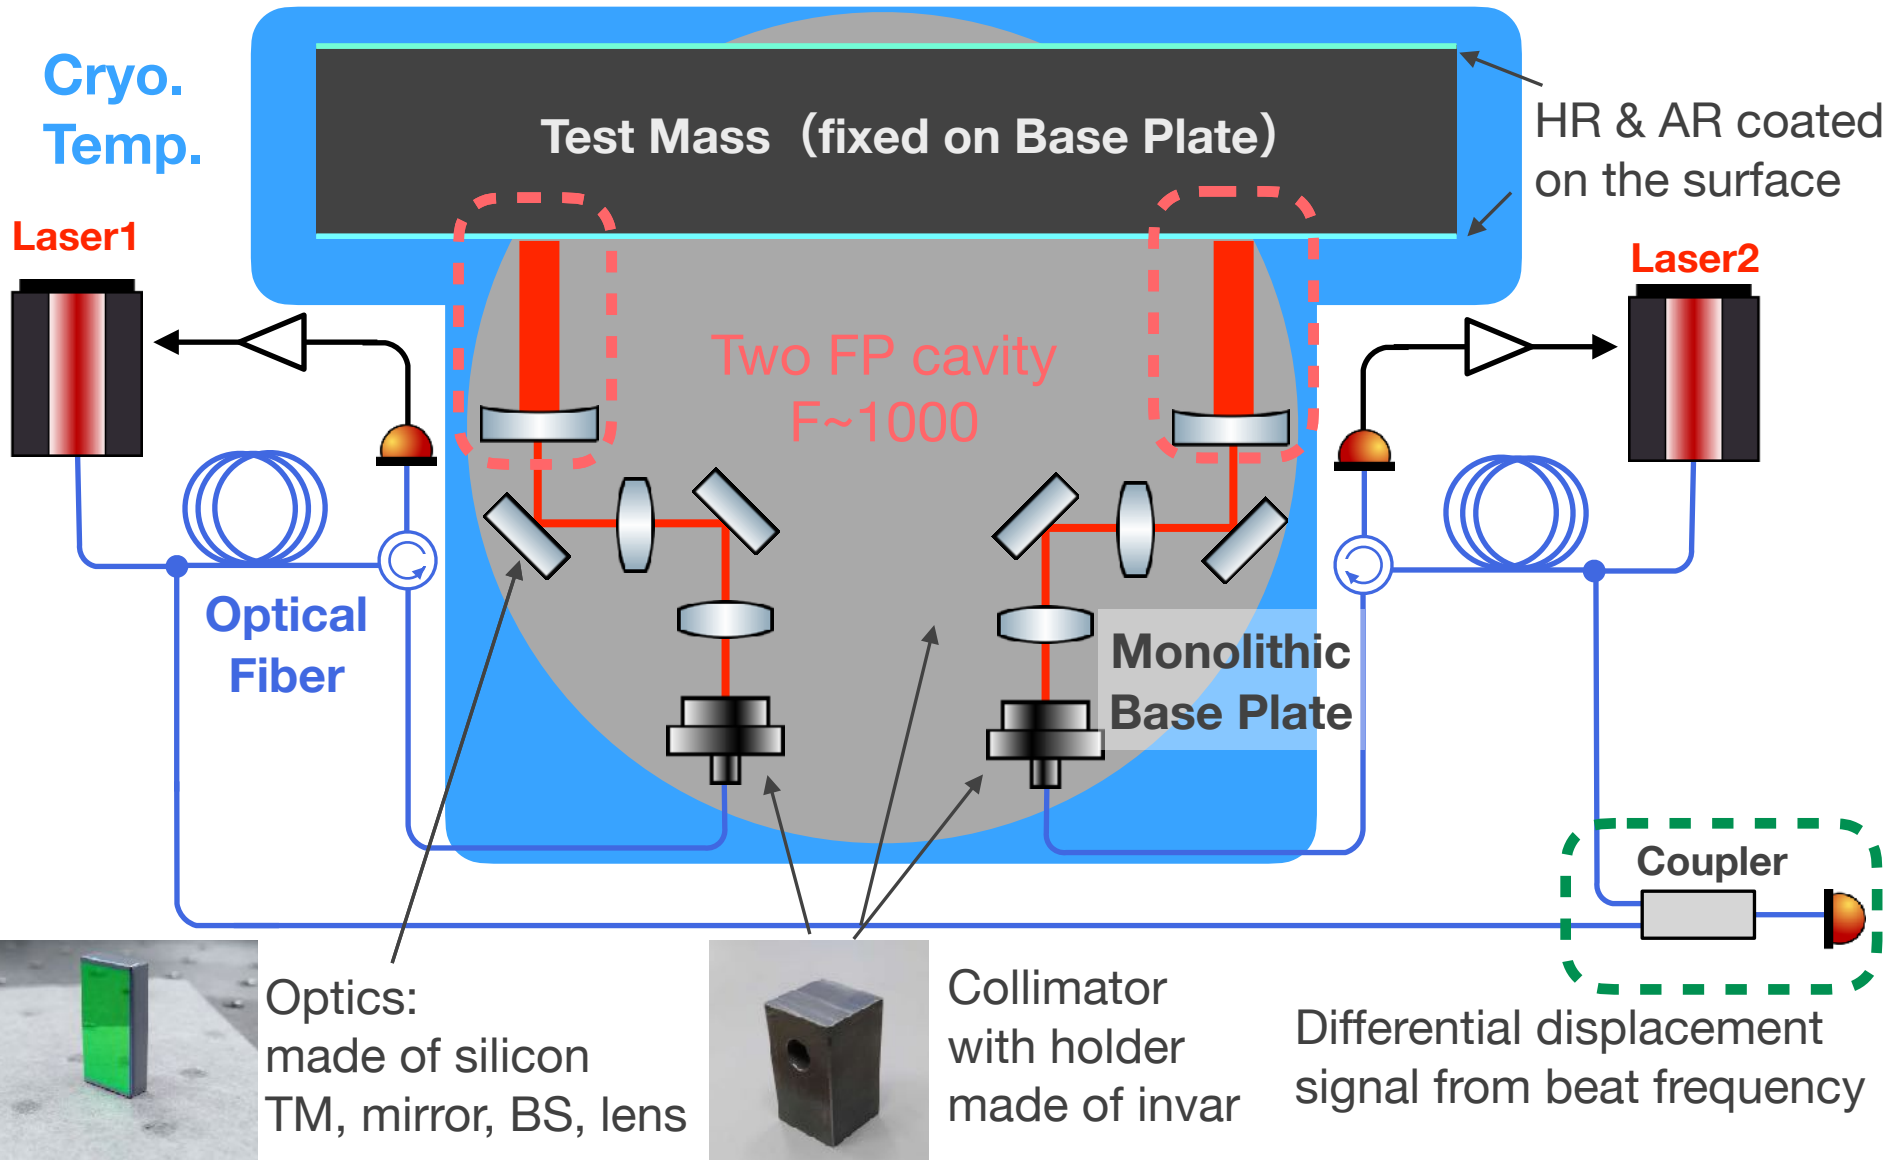 Cryo.
Temp.
Test Mass（fixed on Base Plate）
HR & AR coated
on the surface
Laser1
Laser2
Two FP cavity
F~1000
Optical
Fiber
Monolithic
Base Plate
Coupler
Optics:
made of silicon
TM, mirror, BS, lens
Collimator
with holder
made of invar
Differential displacement
signal from beat frequency